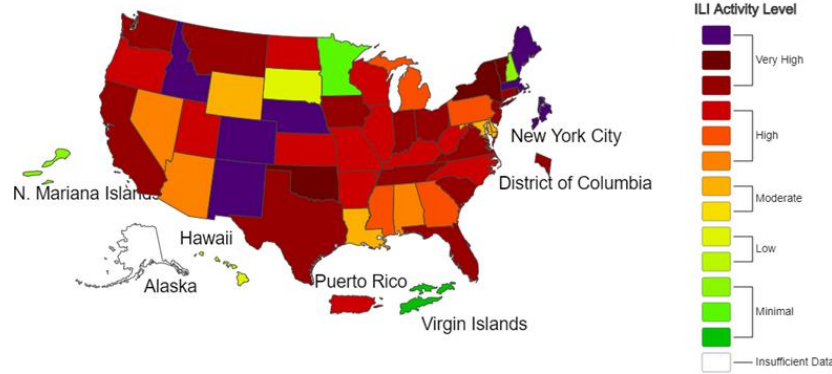 ILI Activity Level
Very High
High
Moderate
Low
Minimal
Insufficient Data
New York City
District of Columbia
N. Mariana Islands
Hawaii
Alaska
Puerto Rico
Virgin Islands